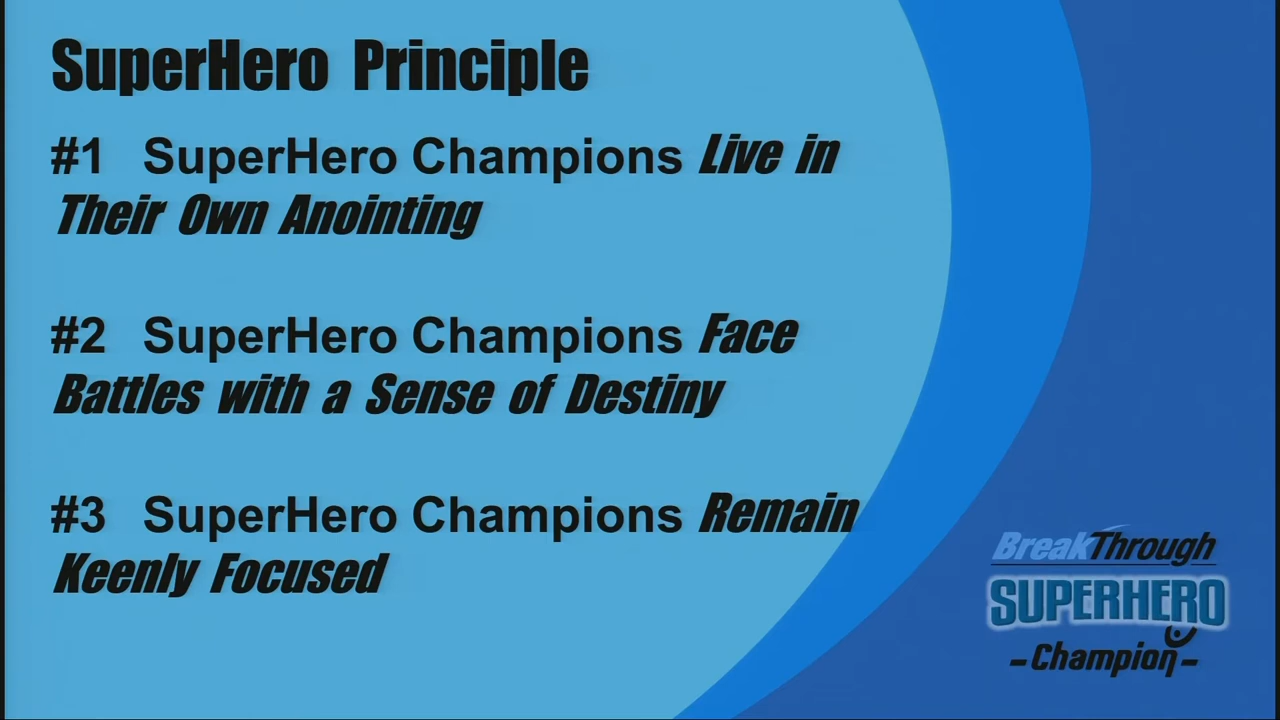 SuperHero Principle
#1 SuperHero Champions Live in
Their Own Anointing
#2 SuperHero Champions Face
Battles with a Sense of Destiny
#3 SuperHero Champions Remain
Keenly Focused
BreakThrough
SUPERHERO
-Champion-